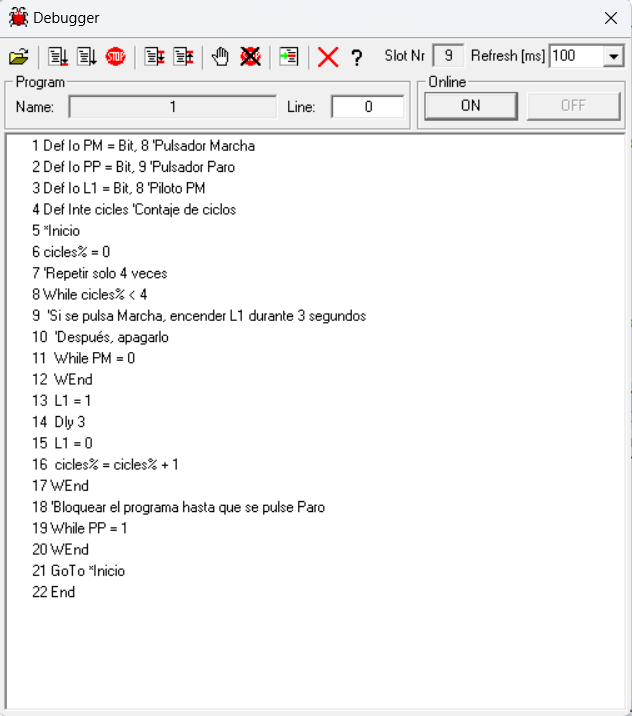 Debugger
STOP
Slot Nr 9 Refresh [ms] 100
Program
Name: 1 Line: 0
Online
ON OFF
1 Def Io PM = Bit, 8 'Pulsador Marcha
2 Def Io PP = Bit, 9 'Pulsador Paro
3 Def Io L1 = Bit, 8 'Piloto PM
4 Def Inte cicles 'Contaje de ciclos
5 *Inicio
6 cicles% = 0
7 'Repetir solo 4 veces
8 While cicles% < 4
9  'Si se pulsa Marcha, encender L1 durante 3 segundos
10  'Después, apagarlo
11  While PM = 0
12  WEnd
13  L1 = 1
14  Dly 3
15  L1 = 0
16  cicles% = cicles% + 1
17 WEnd
18 'Bloquear el programa hasta que se pulse Paro
19 While PP = 1
20 WEnd
21 GoTo *Inicio
22 End